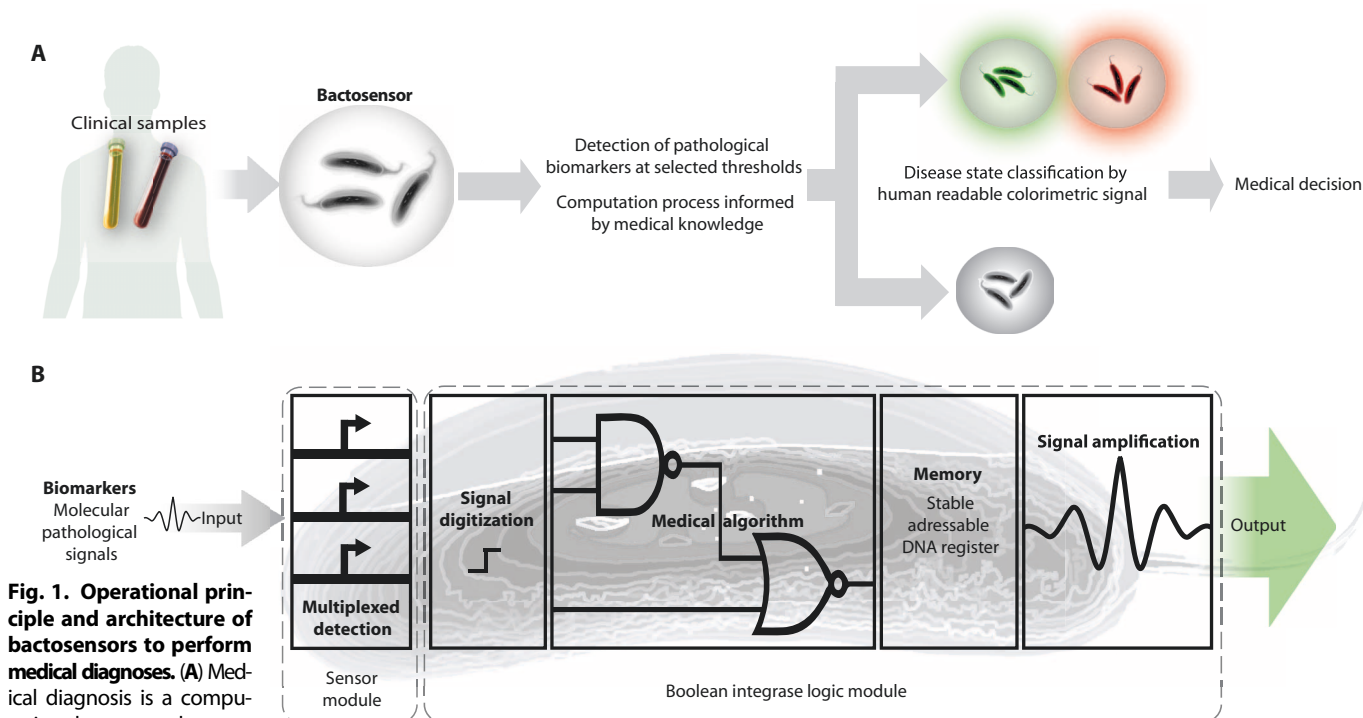 A
Clinical samples
Bactosensor
Detection of pathological
biomarkers at selected thresholds
Computation process informed
by medical knowledge
Disease state classification by
human readable colorimetric signal
Medical decision
B
Biomarkers
Molecular
pathological
signals
Input
Multiplexed
detection
Sensor
module
Signal
digitization
Medical algorithm
Memory
Stable
adressable
DNA register
Signal amplification
Boolean integrase logic module
Output
Fig. 1. Operational prin-
ciple and architecture of
bactosensors to perform
medical diagnoses. (A) Med-
ical diagnosis is a compu-